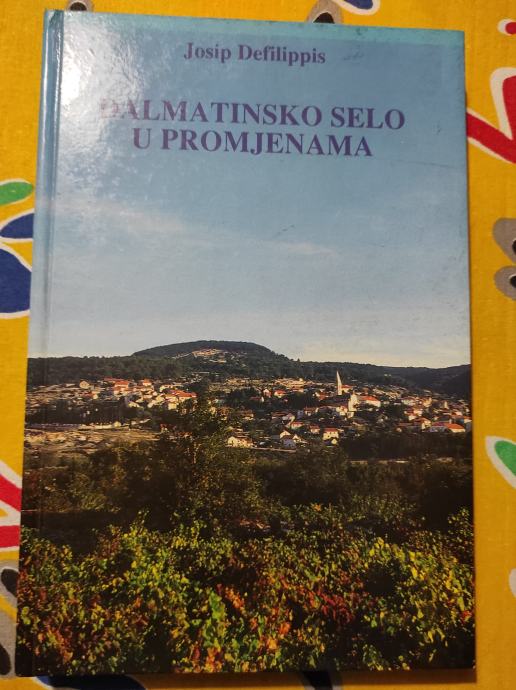 Josip Defilippis
DALMATINSKO SELO
U PROMJENAMA